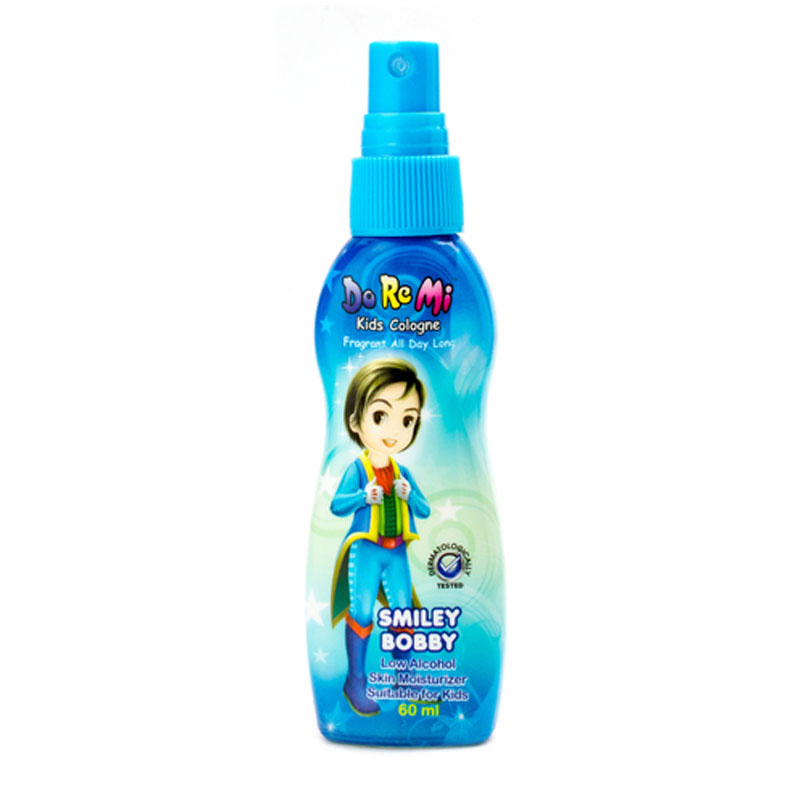 Do Re Mi
Kids Cologne
Fragrant All Day Long
DERMATOLOGICALLY
TESTED
SMILEY
BOBBY
Low Alcohol
Skin Moisturizer
Suitable for Kids
60 ml